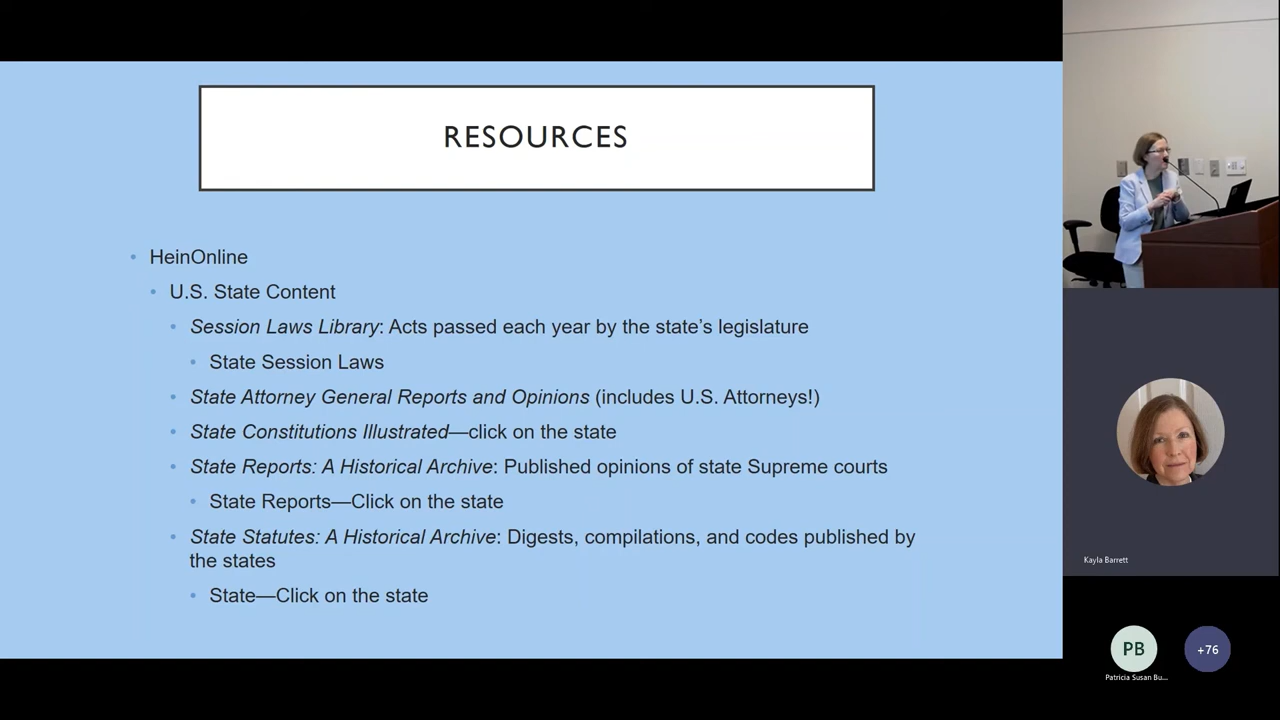 RESOURCES
• HeinOnline
• U.S. State Content
• Session Laws Library: Acts passed each year by the state’s legislature
• State Session Laws
• State Attorney General Reports and Opinions (includes U.S. Attorneys!)
• State Constitutions Illustrated—click on the state
• State Reports: A Historical Archive: Published opinions of state Supreme courts
• State Reports—Click on the state
• State Statutes: A Historical Archive: Digests, compilations, and codes published by
the states
• State—Click on the state
Kayla Barrett
PB
+76
Patricia Susan Bu...